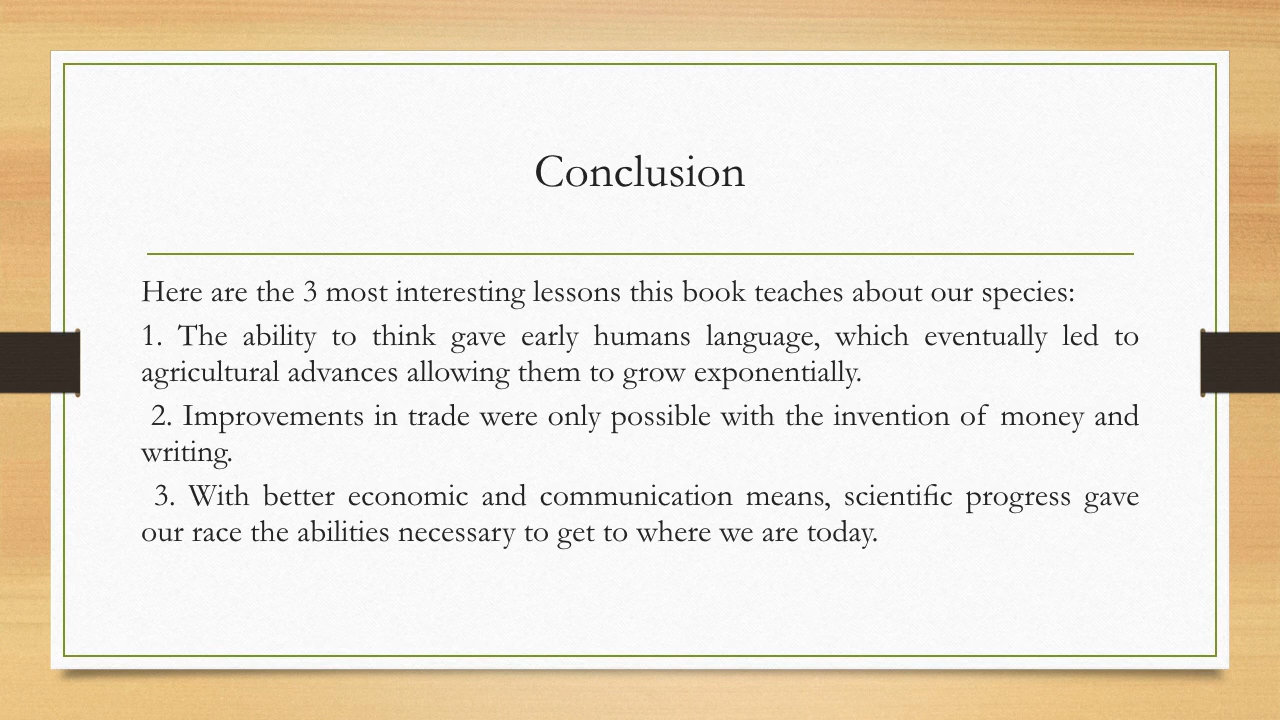 Conclusion
Here are the 3 most interesting lessons this book teaches about our species:
1. The ability to think gave early humans language, which eventually led to
agricultural advances allowing them to grow exponentially.
2. Improvements in trade were only possible with the invention of money and
writing.
3. With better economic and communication means, scientific progress gave
our race the abilities necessary to get to where we are today.